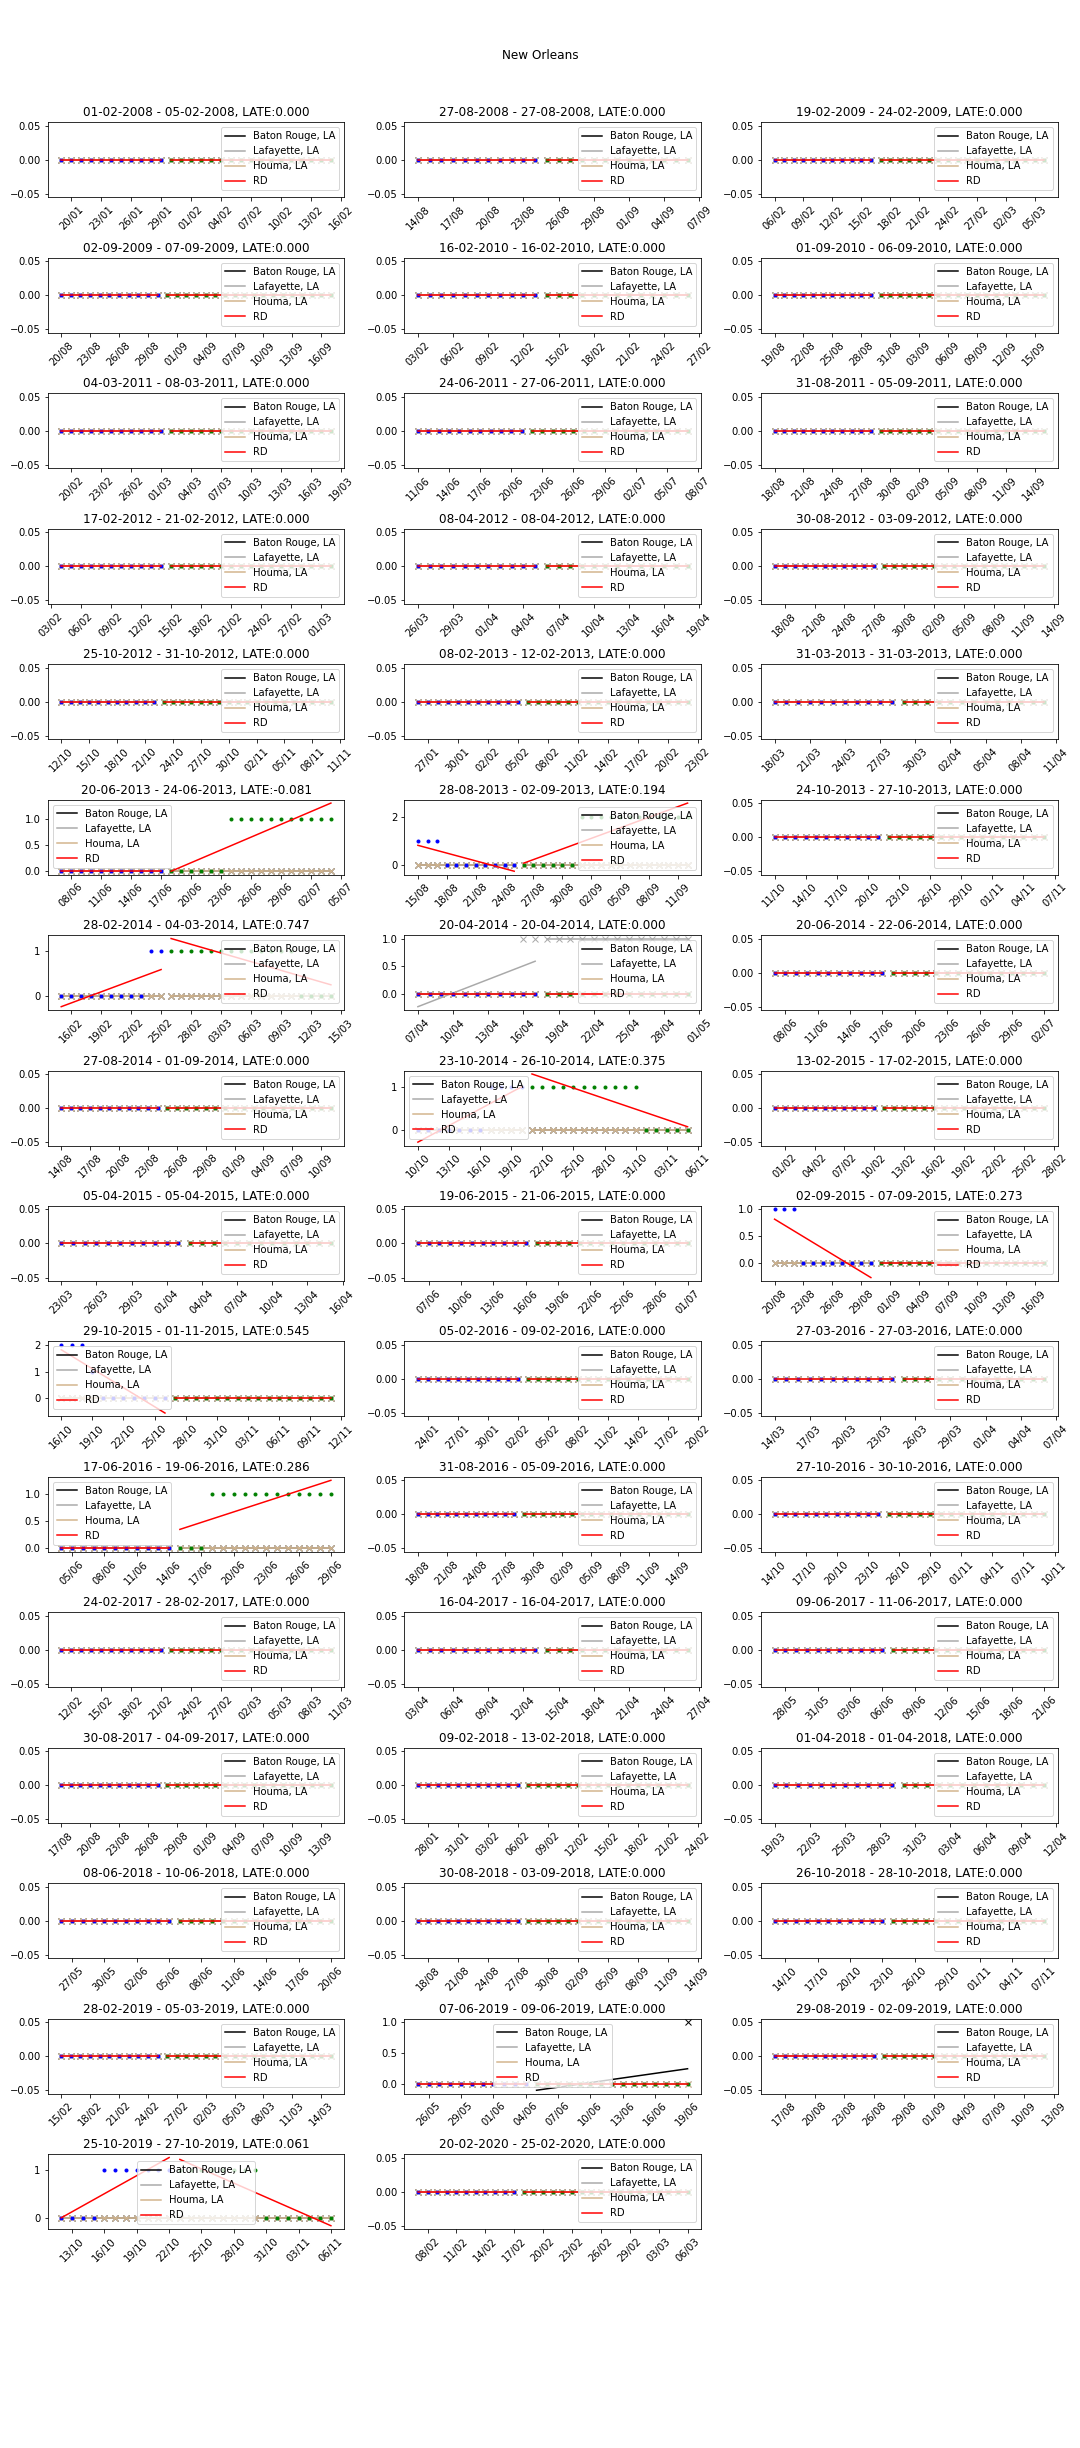 New Orleans
01-02-2008 - 05-02-2008, LATE:0.000 27-08-2008 - 27-08-2008, LATE:0.000 19-02-2009 - 24-02-2009, LATE:0.000
0.05 Baton Rouge, LA 0.05 Baton Rouge, LA 0.05 Baton Rouge, LA
Lafayette, LA Lafayette, LA Lafayette, LA
0.00 Houma, LA 0.00 Houma, LA 0.00 Houma, LA
RD RD RD
−0.05 −0.05 −0.05
20/01 23/01 26/01 29/01 01/02 04/02 07/02 10/02 13/02 16/02 14/08 17/08 20/08 23/08 26/08 29/08 01/09 04/09 07/09 06/02 09/02 12/02 15/02 18/02 21/02 24/02 27/02 02/03 05/03
02-09-2009 - 07-09-2009, LATE:0.000 16-02-2010 - 16-02-2010, LATE:0.000 01-09-2010 - 06-09-2010, LATE:0.000
0.05 Baton Rouge, LA 0.05 Baton Rouge, LA 0.05 Baton Rouge, LA
Lafayette, LA Lafayette, LA Lafayette, LA
0.00 Houma, LA 0.00 Houma, LA 0.00 Houma, LA
RD RD RD
−0.05 −0.05 −0.05
20/08 23/08 26/08 29/08 01/09 04/09 07/09 10/09 13/09 16/09 03/02 06/02 09/02 12/02 15/02 18/02 21/02 24/02 27/02 19/08 22/08 25/08 28/08 31/08 03/09 06/09 09/09 12/09 15/09
04-03-2011 - 08-03-2011, LATE:0.000 24-06-2011 - 27-06-2011, LATE:0.000 31-08-2011 - 05-09-2011, LATE:0.000
0.05 Baton Rouge, LA 0.05 Baton Rouge, LA 0.05 Baton Rouge, LA
Lafayette, LA Lafayette, LA Lafayette, LA
0.00 Houma, LA 0.00 Houma, LA 0.00 Houma, LA
RD RD RD
−0.05 −0.05 −0.05
20/02 23/02 26/02 01/03 04/03 07/03 10/03 13/03 16/03 19/03 11/06 14/06 17/06 20/06 23/06 26/06 29/06 02/07 05/07 08/07 18/08 21/08 24/08 27/08 30/08 02/09 05/09 08/09 11/09 14/09
17-02-2012 - 21-02-2012, LATE:0.000 08-04-2012 - 08-04-2012, LATE:0.000 30-08-2012 - 03-09-2012, LATE:0.000
0.05 Baton Rouge, LA 0.05 Baton Rouge, LA 0.05 Baton Rouge, LA
Lafayette, LA Lafayette, LA Lafayette, LA
0.00 Houma, LA 0.00 Houma, LA 0.00 Houma, LA
RD RD RD
−0.05 −0.05 −0.05
03/02 06/02 09/02 12/02 15/02 18/02 21/02 24/02 27/02 01/03 26/03 29/03 01/04 04/04 07/04 10/04 13/04 16/04 19/04 18/08 21/08 24/08 27/08 30/08 02/09 05/09 08/09 11/09 14/09
25-10-2012 - 31-10-2012, LATE:0.000 08-02-2013 - 12-02-2013, LATE:0.000 31-03-2013 - 31-03-2013, LATE:0.000
0.05 Baton Rouge, LA 0.05 Baton Rouge, LA 0.05 Baton Rouge, LA
Lafayette, LA Lafayette, LA Lafayette, LA
0.00 Houma, LA 0.00 Houma, LA 0.00 Houma, LA
RD RD RD
−0.05 −0.05 −0.05
12/10 15/10 18/10 21/10 24/10 27/10 30/10 02/11 05/11 08/11 11/11 27/01 30/01 02/02 05/02 08/02 11/02 14/02 17/02 20/02 23/02 18/03 21/03 24/03 27/03 30/03 02/04 05/04 08/04 11/04
20-06-2013 - 24-06-2013, LATE:-0.081 28-08-2013 - 02-09-2013, LATE:0.194 24-10-2013 - 27-10-2013, LATE:0.000
Baton Rouge, LA 2 Baton Rouge, LA 0.05 Baton Rouge, LA
1.0 Lafayette, LA Lafayette, LA Lafayette, LA
0.5 Houma, LA Houma, LA 0.00 Houma, LA
0.0 RD 0 RD −0.05 RD
08/06 11/06 14/06 17/06 20/06 23/06 26/06 29/06 02/07 05/07 15/08 18/08 21/08 24/08 27/08 30/08 02/09 05/09 08/09 11/09 11/10 14/10 17/10 20/10 23/10 26/10 29/10 01/11 04/11 07/11
28-02-2014 - 04-03-2014, LATE:0.747 20-04-2014 - 20-04-2014, LATE:0.000 20-06-2014 - 22-06-2014, LATE:0.000
1 Baton Rouge, LA 1.0 Baton Rouge, LA 0.05 Baton Rouge, LA
Lafayette, LA 0.5 Lafayette, LA Lafayette, LA
Houma, LA Houma, LA 0.00 Houma, LA
0 RD 0.0 RD −0.05 RD
16/02 19/02 22/02 25/02 28/02 03/03 06/03 09/03 12/03 15/03 07/04 10/04 13/04 16/04 19/04 22/04 25/04 28/04 01/05 08/06 11/06 14/06 17/06 20/06 23/06 26/06 29/06 02/07
27-08-2014 - 01-09-2014, LATE:0.000 23-10-2014 - 26-10-2014, LATE:0.375 13-02-2015 - 17-02-2015, LATE:0.000
0.05 Baton Rouge, LA 1 Baton Rouge, LA 0.05 Baton Rouge, LA
Lafayette, LA Lafayette, LA Lafayette, LA
0.00 Houma, LA Houma, LA 0.00 Houma, LA
−0.05 RD 0 RD −0.05 RD
14/08 17/08 20/08 23/08 26/08 29/08 01/09 04/09 07/09 10/09 10/10 13/10 16/10 19/10 22/10 25/10 28/10 31/10 03/11 06/11 01/02 04/02 07/02 10/02 13/02 16/02 19/02 22/02 25/02 28/02
05-04-2015 - 05-04-2015, LATE:0.000 19-06-2015 - 21-06-2015, LATE:0.000 02-09-2015 - 07-09-2015, LATE:0.273
0.05 Baton Rouge, LA 0.05 Baton Rouge, LA 1.0 Baton Rouge, LA
Lafayette, LA Lafayette, LA 0.5 Lafayette, LA
0.00 Houma, LA 0.00 Houma, LA Houma, LA
−0.05 RD −0.05 RD 0.0 RD
23/03 26/03 29/03 01/04 04/04 07/04 10/04 13/04 16/04 07/06 10/06 13/06 16/06 19/06 22/06 25/06 28/06 01/07 20/08 23/08 26/08 29/08 01/09 04/09 07/09 10/09 13/09 16/09
29-10-2015 - 01-11-2015, LATE:0.545 05-02-2016 - 09-02-2016, LATE:0.000 27-03-2016 - 27-03-2016, LATE:0.000
2 Baton Rouge, LA 0.05 Baton Rouge, LA 0.05 Baton Rouge, LA
1 Lafayette, LA Lafayette, LA Lafayette, LA
Houma, LA 0.00 Houma, LA 0.00 Houma, LA
0 RD −0.05 RD −0.05 RD
16/10 19/10 22/10 25/10 28/10 31/10 03/11 06/11 09/11 12/11 24/01 27/01 30/01 02/02 05/02 08/02 11/02 14/02 17/02 20/02 14/03 17/03 20/03 23/03 26/03 29/03 01/04 04/04 07/04
17-06-2016 - 19-06-2016, LATE:0.286 31-08-2016 - 05-09-2016, LATE:0.000 27-10-2016 - 30-10-2016, LATE:0.000
1.0 Baton Rouge, LA 0.05 Baton Rouge, LA 0.05 Baton Rouge, LA
Lafayette, LA Lafayette, LA Lafayette, LA
0.5 Houma, LA 0.00 Houma, LA 0.00 Houma, LA
0.0 RD −0.05 RD −0.05 RD
05/06 08/06 11/06 14/06 17/06 20/06 23/06 26/06 29/06 18/08 21/08 24/08 27/08 30/08 02/09 05/09 08/09 11/09 14/09 14/10 17/10 20/10 23/10 26/10 29/10 01/11 04/11 07/11 10/11
24-02-2017 - 28-02-2017, LATE:0.000 16-04-2017 - 16-04-2017, LATE:0.000 09-06-2017 - 11-06-2017, LATE:0.000
0.05 Baton Rouge, LA 0.05 Baton Rouge, LA 0.05 Baton Rouge, LA
Lafayette, LA Lafayette, LA Lafayette, LA
0.00 Houma, LA 0.00 Houma, LA 0.00 Houma, LA
−0.05 RD −0.05 RD −0.05 RD
12/02 15/02 18/02 21/02 24/02 27/02 02/03 05/03 08/03 11/03 03/04 06/04 09/04 12/04 15/04 18/04 21/04 24/04 27/04 28/05 31/05 03/06 06/06 09/06 12/06 15/06 18/06 21/06
30-08-2017 - 04-09-2017, LATE:0.000 09-02-2018 - 13-02-2018, LATE:0.000 01-04-2018 - 01-04-2018, LATE:0.000
0.05 Baton Rouge, LA 0.05 Baton Rouge, LA 0.05 Baton Rouge, LA
Lafayette, LA Lafayette, LA Lafayette, LA
0.00 Houma, LA 0.00 Houma, LA 0.00 Houma, LA
−0.05 RD −0.05 RD −0.05 RD
17/08 20/08 23/08 26/08 29/08 01/09 04/09 07/09 10/09 13/09 28/01 31/01 03/02 06/02 09/02 12/02 15/02 18/02 21/02 24/02 19/03 22/03 25/03 28/03 31/03 03/04 06/04 09/04 12/04
08-06-2018 - 10-06-2018, LATE:0.000 30-08-2018 - 03-09-2018, LATE:0.000 26-10-2018 - 28-10-2018, LATE:0.000
0.05 Baton Rouge, LA 0.05 Baton Rouge, LA 0.05 Baton Rouge, LA
Lafayette, LA Lafayette, LA Lafayette, LA
0.00 Houma, LA 0.00 Houma, LA 0.00 Houma, LA
−0.05 RD −0.05 RD −0.05 RD
27/05 30/05 02/06 05/06 08/06 11/06 14/06 17/06 20/06 18/08 21/08 24/08 27/08 30/08 02/09 05/09 08/09 11/09 14/09 14/10 17/10 20/10 23/10 26/10 29/10 01/11 04/11 07/11
28-02-2019 - 05-03-2019, LATE:0.000 07-06-2019 - 09-06-2019, LATE:0.000 29-08-2019 - 02-09-2019, LATE:0.000
0.05 Baton Rouge, LA 1.0 Baton Rouge, LA 0.05 Baton Rouge, LA
Lafayette, LA 0.5 Lafayette, LA Lafayette, LA
0.00 Houma, LA Houma, LA 0.00 Houma, LA
−0.05 RD 0.0 RD −0.05 RD
15/02 18/02 21/02 24/02 27/02 02/03 05/03 08/03 11/03 14/03 26/05 29/05 01/06 04/06 07/06 10/06 13/06 16/06 19/06 17/08 20/08 23/08 26/08 29/08 01/09 04/09 07/09 10/09 13/09
25-10-2019 - 27-10-2019, LATE:0.061 20-02-2020 - 25-02-2020, LATE:0.000
1 Baton Rouge, LA 0.05 Baton Rouge, LA
Lafayette, LA Lafayette, LA
Houma, LA 0.00 Houma, LA
0 RD −0.05 RD
13/10 16/10 19/10 22/10 25/10 28/10 31/10 03/11 06/11 08/02 11/02 14/02 17/02 20/02 23/02 26/02 29/02 03/03 06/03